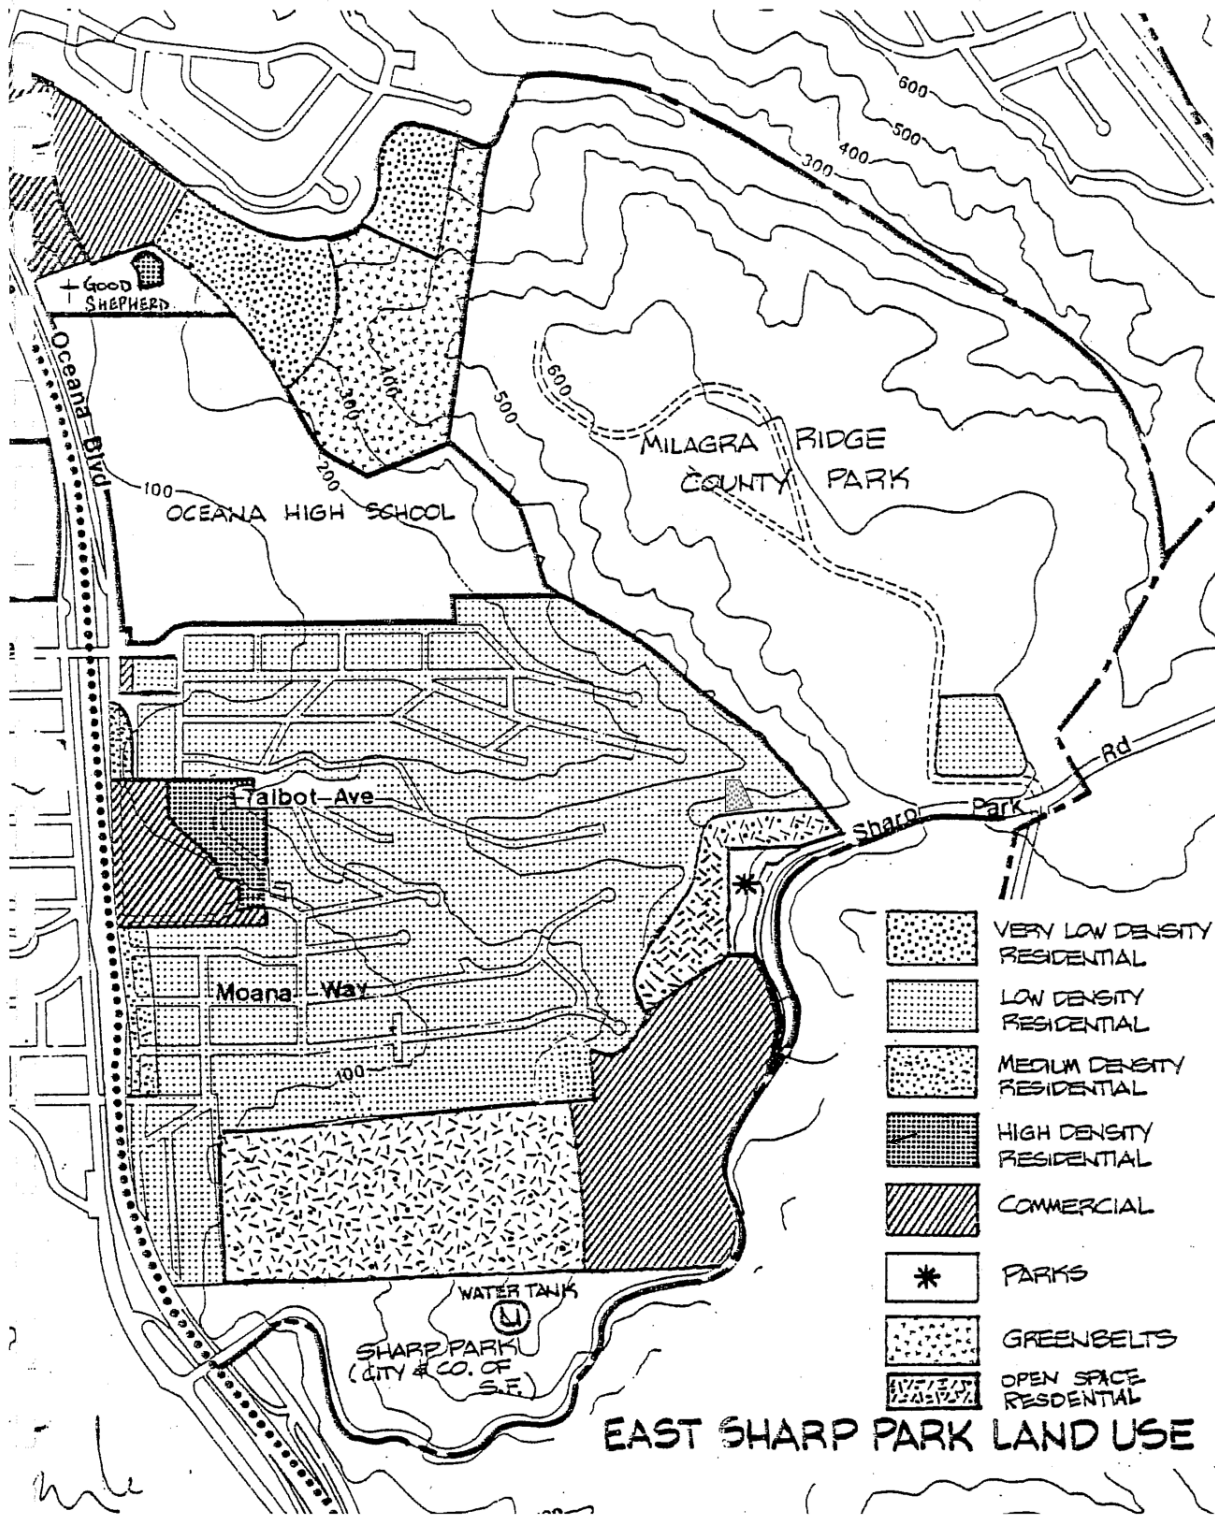 600
500
400
300
+ GOOD
SHEPHERD
Oceana Blvd
400
300
500
600
MILAGRA RIDGE
COUNTY PARK
200
100
OCEANA HIGH SCHOOL
Talbot Ave
Sharp Park Rd
Moana Way
100
VERY LOW DENSITY
RESIDENTIAL
LOW DENSITY
RESIDENTIAL
MEDIUM DENSITY
RESIDENTIAL
HIGH DENSITY
RESIDENTIAL
COMMERCIAL
PARKS
GREENBELTS
OPEN SPACE
RESDENTIAL
WATER TANK
SHARP PARK
(CITY & CO. OF
S.F.)
EAST SHARP PARK LAND USE